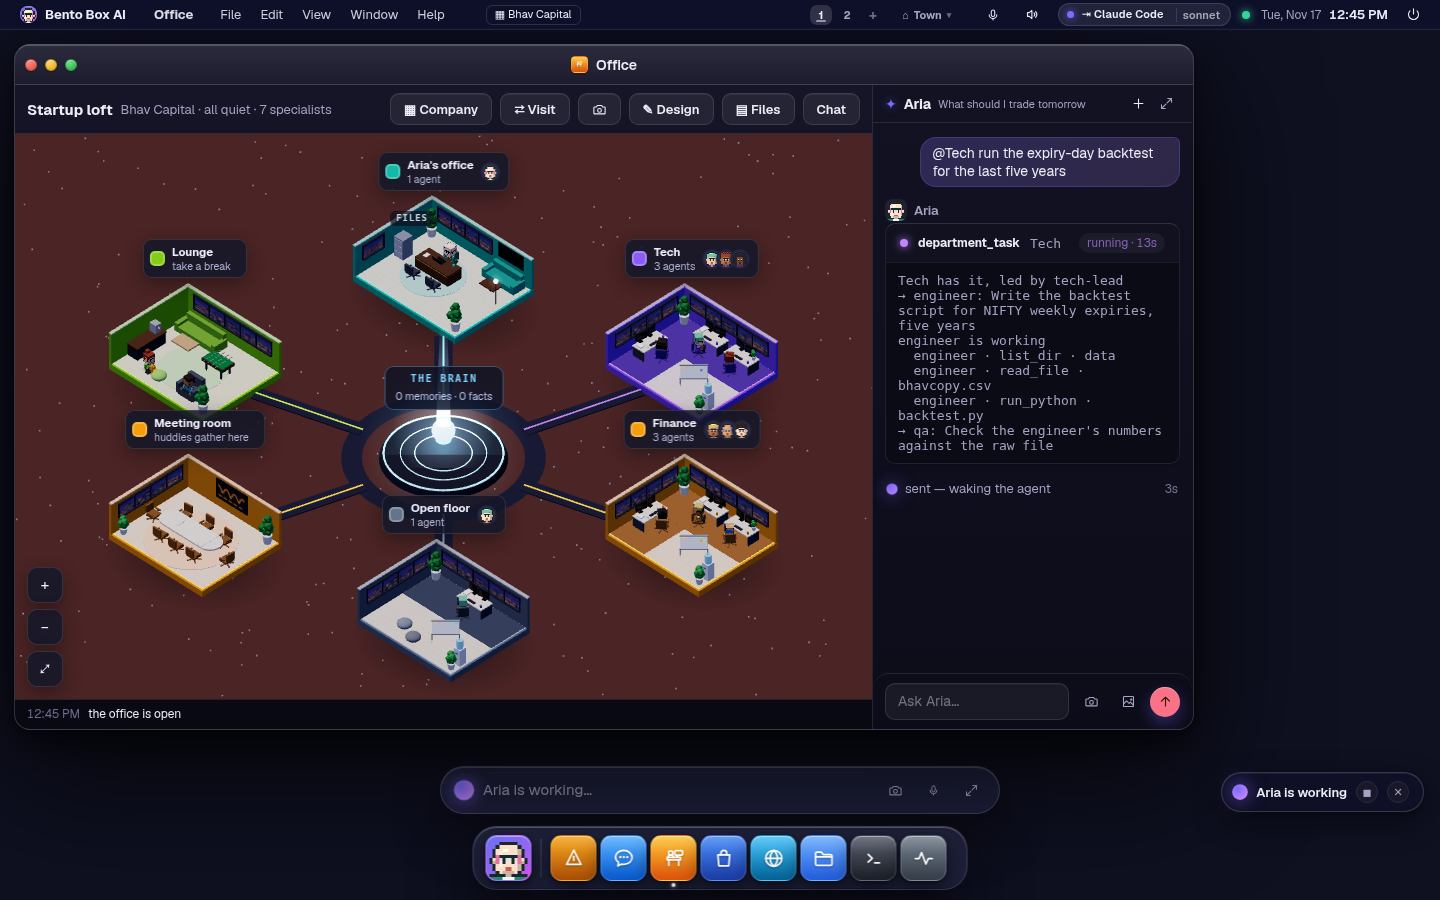 Bento Box AI Office File Edit View Window Help Bhav Capital 1 2 + Town Claude Code sonnet Tue, Nov 17 12:45 PM
Office
Startup loft Bhav Capital · all quiet · 7 specialists Company Visit Design Files Chat
Aria What should I trade tomorrow
@Tech run the expiry-day backtest
for the last five years
Aria
department_task Tech running · 13s
Tech has it, led by tech-lead
→ engineer: Write the backtest
script for NIFTY weekly expiries,
five years
engineer is working
engineer · list_dir · data
engineer · read_file ·
bhavcopy.csv
engineer · run_python ·
backtest.py
→ qa: Check the engineer's numbers
against the raw file
sent — waking the agent 3s
Ask Aria…
Aria's office
1 agent
FILES
Lounge
take a break
Tech
3 agents
THE BRAIN
0 memories · 0 facts
Meeting room
huddles gather here
Finance
3 agents
Open floor
1 agent
+
−
12:45 PM the office is open
Aria is working…
Aria is working